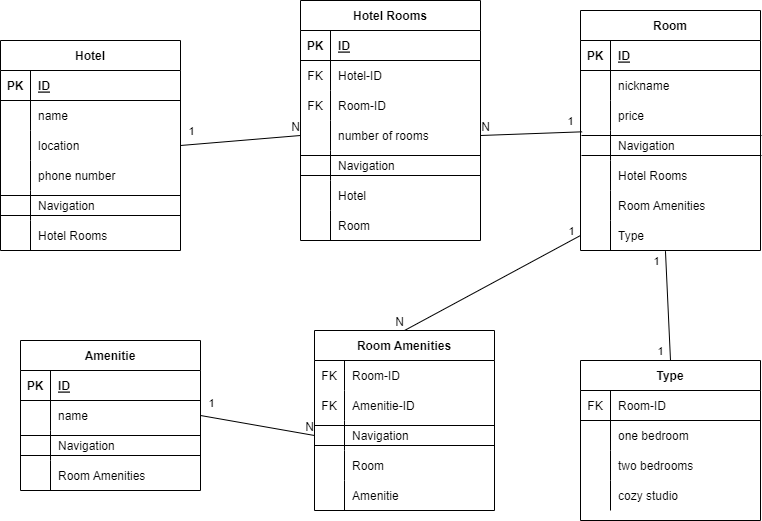 Hotel
PK ID
name
location
phone number
Navigation
Hotel Rooms
1
N
Hotel Rooms
PK ID
FK Hotel-ID
FK Room-ID
number of rooms
Navigation
Hotel
Room
N
1
Room
PK ID
nickname
price
Navigation
Hotel Rooms
Room Amenities
Type
1
N
1
1
Amenitie
PK ID
name
Navigation
Room Amenities
1
N
Room Amenities
FK Room-ID
FK Amenitie-ID
Navigation
Room
Amenitie
Type
FK Room-ID
one bedroom
two bedrooms
cozy studio